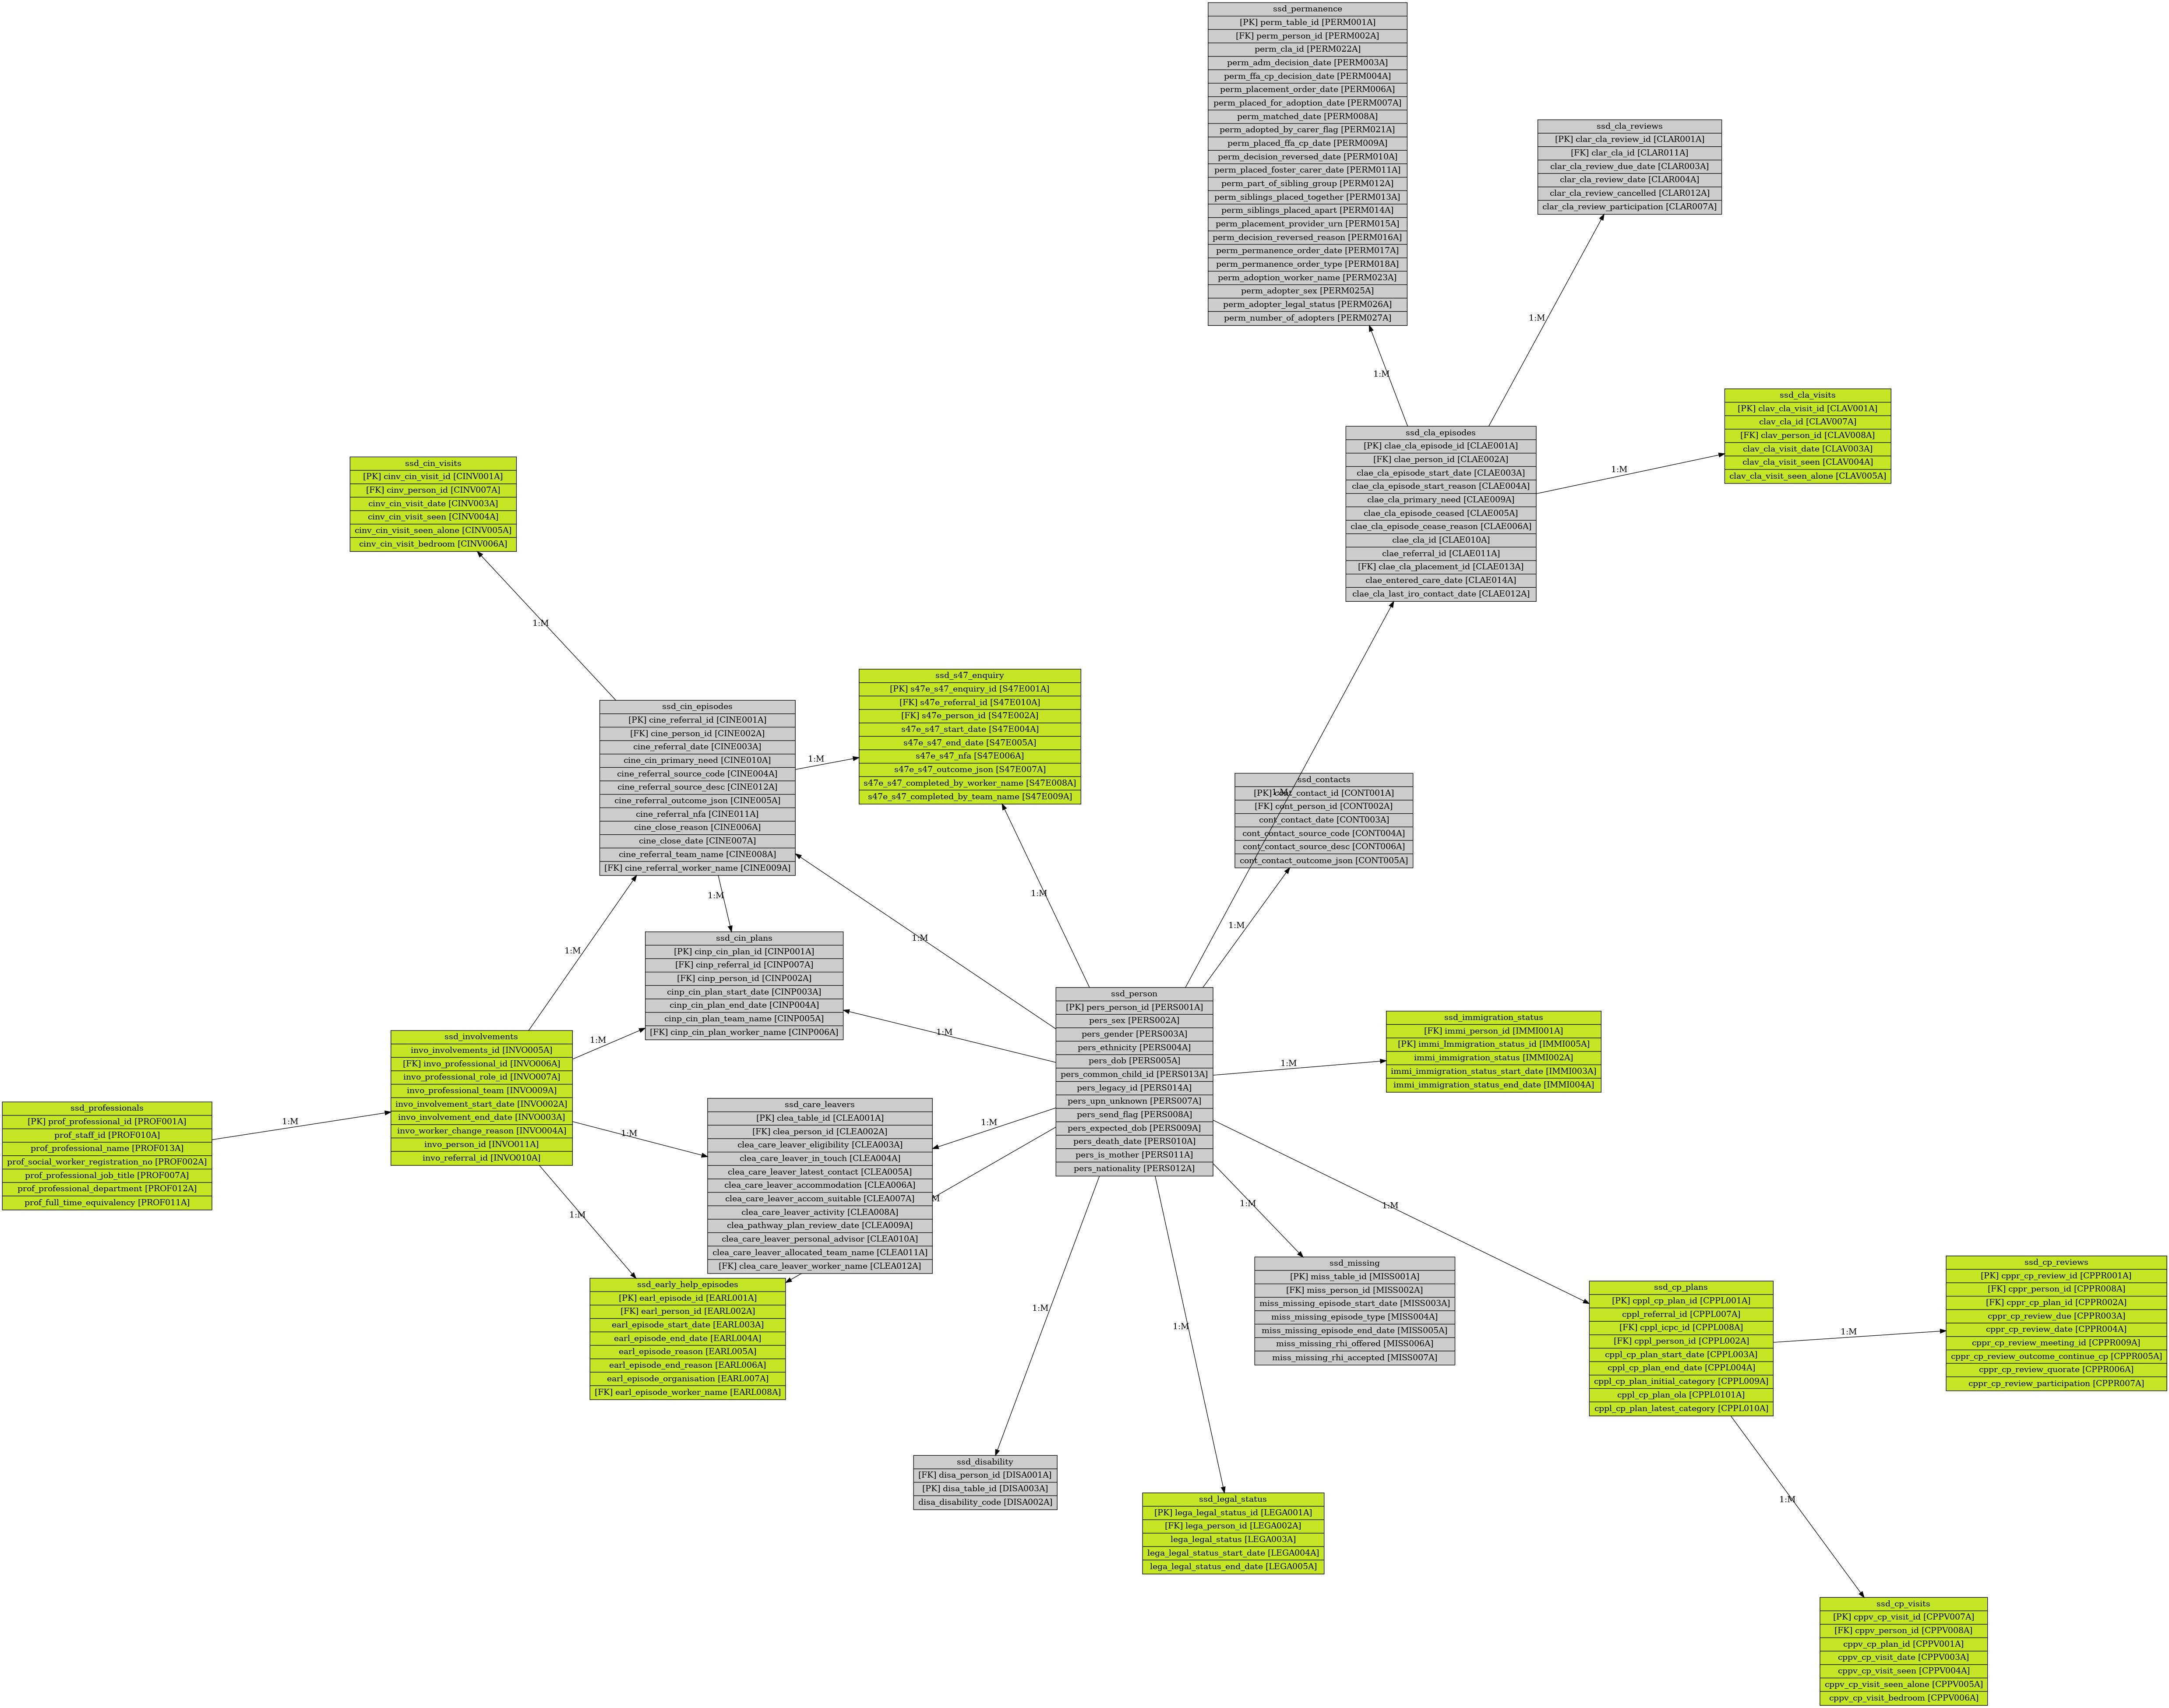 ssd_permanence
[PK] perm_table_id [PERM001A]
[FK] perm_person_id [PERM002A]
perm_cla_id [PERM022A]
perm_adm_decision_date [PERM003A]
perm_ffa_cp_decision_date [PERM004A]
perm_placement_order_date [PERM006A]
perm_placed_for_adoption_date [PERM007A]
perm_matched_date [PERM008A]
perm_adopted_by_carer_flag [PERM021A]
perm_placed_ffa_cp_date [PERM009A]
perm_decision_reversed_date [PERM010A]
perm_placed_foster_carer_date [PERM011A]
perm_part_of_sibling_group [PERM012A]
perm_siblings_placed_together [PERM013A]
perm_siblings_placed_apart [PERM014A]
perm_placement_provider_urn [PERM015A]
perm_decision_reversed_reason [PERM016A]
perm_permanence_order_date [PERM017A]
perm_permanence_order_type [PERM018A]
perm_adoption_worker_name [PERM023A]
perm_adopter_sex [PERM025A]
perm_adopter_legal_status [PERM026A]
perm_number_of_adopters [PERM027A]
ssd_cla_reviews
[PK] clar_cla_review_id [CLAR001A]
[FK] clar_cla_id [CLAR011A]
clar_cla_review_due_date [CLAR003A]
clar_cla_review_date [CLAR004A]
clar_cla_review_cancelled [CLAR012A]
clar_cla_review_participation [CLAR007A]
1:M
1:M
ssd_cla_visits
[PK] clav_cla_visit_id [CLAV001A]
clav_cla_id [CLAV007A]
[FK] clav_person_id [CLAV008A]
clav_cla_visit_date [CLAV003A]
clav_cla_visit_seen [CLAV004A]
clav_cla_visit_seen_alone [CLAV005A]
ssd_cla_episodes
[PK] clae_cla_episode_id [CLAE001A]
[FK] clae_person_id [CLAE002A]
clae_cla_episode_start_date [CLAE003A]
clae_cla_episode_start_reason [CLAE004A]
clae_cla_primary_need [CLAE009A]
clae_cla_episode_ceased [CLAE005A]
clae_cla_episode_cease_reason [CLAE006A]
clae_cla_id [CLAE010A]
clae_referral_id [CLAE011A]
[FK] clae_cla_placement_id [CLAE013A]
clae_entered_care_date [CLAE014A]
clae_cla_last_iro_contact_date [CLAE012A]
1:M
ssd_cin_visits
[PK] cinv_cin_visit_id [CINV001A]
[FK] cinv_person_id [CINV007A]
cinv_cin_visit_date [CINV003A]
cinv_cin_visit_seen [CINV004A]
cinv_cin_visit_seen_alone [CINV005A]
cinv_cin_visit_bedroom [CINV006A]
1:M
ssd_s47_enquiry
[PK] s47e_s47_enquiry_id [S47E001A]
[FK] s47e_referral_id [S47E010A]
[FK] s47e_person_id [S47E002A]
s47e_s47_start_date [S47E004A]
s47e_s47_end_date [S47E005A]
s47e_s47_nfa [S47E006A]
s47e_s47_outcome_json [S47E007A]
s47e_s47_completed_by_worker_name [S47E008A]
s47e_s47_completed_by_team_name [S47E009A]
ssd_cin_episodes
[PK] cine_referral_id [CINE001A]
[FK] cine_person_id [CINE002A]
cine_referral_date [CINE003A]
cine_cin_primary_need [CINE010A]
cine_referral_source_code [CINE004A]
cine_referral_source_desc [CINE012A]
cine_referral_outcome_json [CINE005A]
cine_referral_nfa [CINE011A]
cine_close_reason [CINE006A]
cine_close_date [CINE007A]
cine_referral_team_name [CINE008A]
[FK] cine_referral_worker_name [CINE009A]
1:M
ssd_contacts
[PK] cont_contact_id [CONT001A]
[FK] cont_person_id [CONT002A]
cont_contact_date [CONT003A]
cont_contact_source_code [CONT004A]
cont_contact_source_desc [CONT006A]
cont_contact_outcome_json [CONT005A]
1:M
1:M
1:M
1:M
1:M
1:M
ssd_cin_plans
[PK] cinp_cin_plan_id [CINP001A]
[FK] cinp_referral_id [CINP007A]
[FK] cinp_person_id [CINP002A]
cinp_cin_plan_start_date [CINP003A]
cinp_cin_plan_end_date [CINP004A]
cinp_cin_plan_team_name [CINP005A]
[FK] cinp_cin_plan_worker_name [CINP006A]
1:M
1:M
ssd_person
[PK] pers_person_id [PERS001A]
pers_sex [PERS002A]
pers_gender [PERS003A]
pers_ethnicity [PERS004A]
pers_dob [PERS005A]
pers_common_child_id [PERS013A]
pers_legacy_id [PERS014A]
pers_upn_unknown [PERS007A]
pers_send_flag [PERS008A]
pers_expected_dob [PERS009A]
pers_death_date [PERS010A]
pers_is_mother [PERS011A]
pers_nationality [PERS012A]
1:M
ssd_immigration_status
[FK] immi_person_id [IMMI001A]
[PK] immi_Immigration_status_id [IMMI005A]
immi_immigration_status [IMMI002A]
immi_immigration_status_start_date [IMMI003A]
immi_immigration_status_end_date [IMMI004A]
ssd_involvements
invo_involvements_id [INVO005A]
[FK] invo_professional_id [INVO006A]
invo_professional_role_id [INVO007A]
invo_professional_team [INVO009A]
invo_involvement_start_date [INVO002A]
invo_involvement_end_date [INVO003A]
invo_worker_change_reason [INVO004A]
invo_person_id [INVO011A]
invo_referral_id [INVO010A]
ssd_professionals
[PK] prof_professional_id [PROF001A]
prof_staff_id [PROF010A]
prof_professional_name [PROF013A]
prof_social_worker_registration_no [PROF002A]
prof_professional_job_title [PROF007A]
prof_professional_department [PROF012A]
prof_full_time_equivalency [PROF011A]
1:M
1:M
1:M
ssd_care_leavers
[PK] clea_table_id [CLEA001A]
[FK] clea_person_id [CLEA002A]
clea_care_leaver_eligibility [CLEA003A]
clea_care_leaver_in_touch [CLEA004A]
clea_care_leaver_latest_contact [CLEA005A]
clea_care_leaver_accommodation [CLEA006A]
clea_care_leaver_accom_suitable [CLEA007A]
clea_care_leaver_activity [CLEA008A]
clea_pathway_plan_review_date [CLEA009A]
clea_care_leaver_personal_advisor [CLEA010A]
clea_care_leaver_allocated_team_name [CLEA011A]
[FK] clea_care_leaver_worker_name [CLEA012A]
1:M
M
1:M
1:M
ssd_early_help_episodes
[PK] earl_episode_id [EARL001A]
[FK] earl_person_id [EARL002A]
earl_episode_start_date [EARL003A]
earl_episode_end_date [EARL004A]
earl_episode_reason [EARL005A]
earl_episode_end_reason [EARL006A]
earl_episode_organisation [EARL007A]
[FK] earl_episode_worker_name [EARL008A]
ssd_missing
[PK] miss_table_id [MISS001A]
[FK] miss_person_id [MISS002A]
miss_missing_episode_start_date [MISS003A]
miss_missing_episode_type [MISS004A]
miss_missing_episode_end_date [MISS005A]
miss_missing_rhi_offered [MISS006A]
miss_missing_rhi_accepted [MISS007A]
1:M
1:M
ssd_cp_plans
[PK] cppl_cp_plan_id [CPPL001A]
cppl_referral_id [CPPL007A]
[FK] cppl_icpc_id [CPPL008A]
[FK] cppl_person_id [CPPL002A]
cppl_cp_plan_start_date [CPPL003A]
cppl_cp_plan_end_date [CPPL004A]
cppl_cp_plan_initial_category [CPPL009A]
cppl_cp_plan_ola [CPPL0101A]
cppl_cp_plan_latest_category [CPPL010A]
1:M
ssd_cp_reviews
[PK] cppr_cp_review_id [CPPR001A]
[FK] cppr_person_id [CPPR008A]
[FK] cppr_cp_plan_id [CPPR002A]
cppr_cp_review_due [CPPR003A]
cppr_cp_review_date [CPPR004A]
cppr_cp_review_meeting_id [CPPR009A]
cppr_cp_review_outcome_continue_cp [CPPR005A]
cppr_cp_review_quorate [CPPR006A]
cppr_cp_review_participation [CPPR007A]
ssd_disability
[FK] disa_person_id [DISA001A]
[PK] disa_table_id [DISA003A]
disa_disability_code [DISA002A]
ssd_legal_status
[PK] lega_legal_status_id [LEGA001A]
[FK] lega_person_id [LEGA002A]
lega_legal_status [LEGA003A]
lega_legal_status_start_date [LEGA004A]
lega_legal_status_end_date [LEGA005A]
1:M
ssd_cp_visits
[PK] cppv_cp_visit_id [CPPV007A]
[FK] cppv_person_id [CPPV008A]
cppv_cp_plan_id [CPPV001A]
cppv_cp_visit_date [CPPV003A]
cppv_cp_visit_seen [CPPV004A]
cppv_cp_visit_seen_alone [CPPV005A]
cppv_cp_visit_bedroom [CPPV006A]